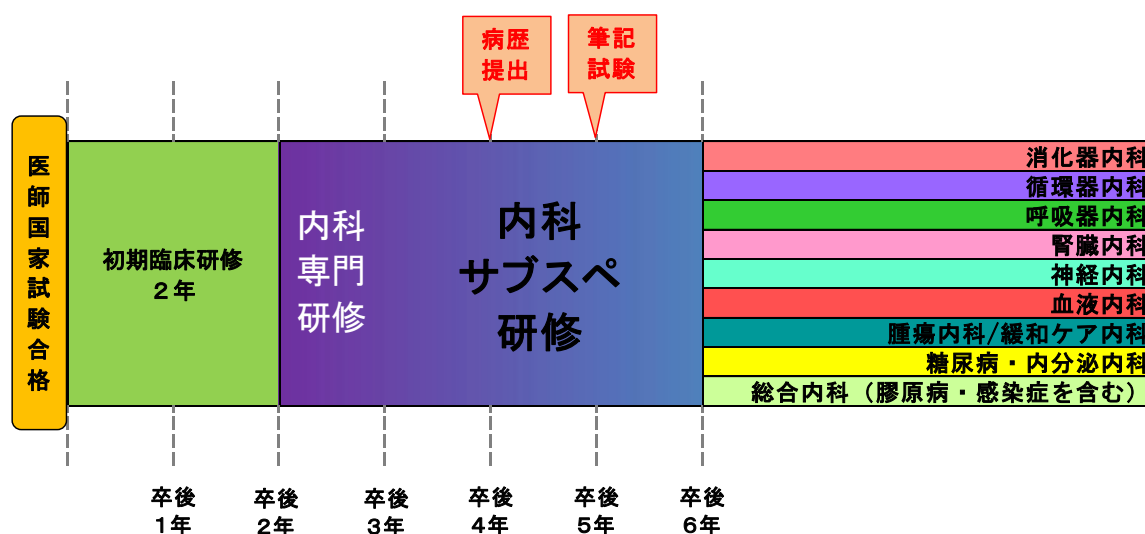 病歴
提出
筆記
試験
医師国家試験合格
初期臨床研修
２年
内科
専門
研修
内科
サブスペ
研修
消化器内科
循環器内科
呼吸器内科
腎臓内科
神経内科
血液内科
腫瘍内科/緩和ケア内科
糖尿病・内分泌内科
総合内科（膠原病・感染症を含む）
卒後
1年
卒後
2年
卒後
3年
卒後
4年
卒後
5年
卒後
6年